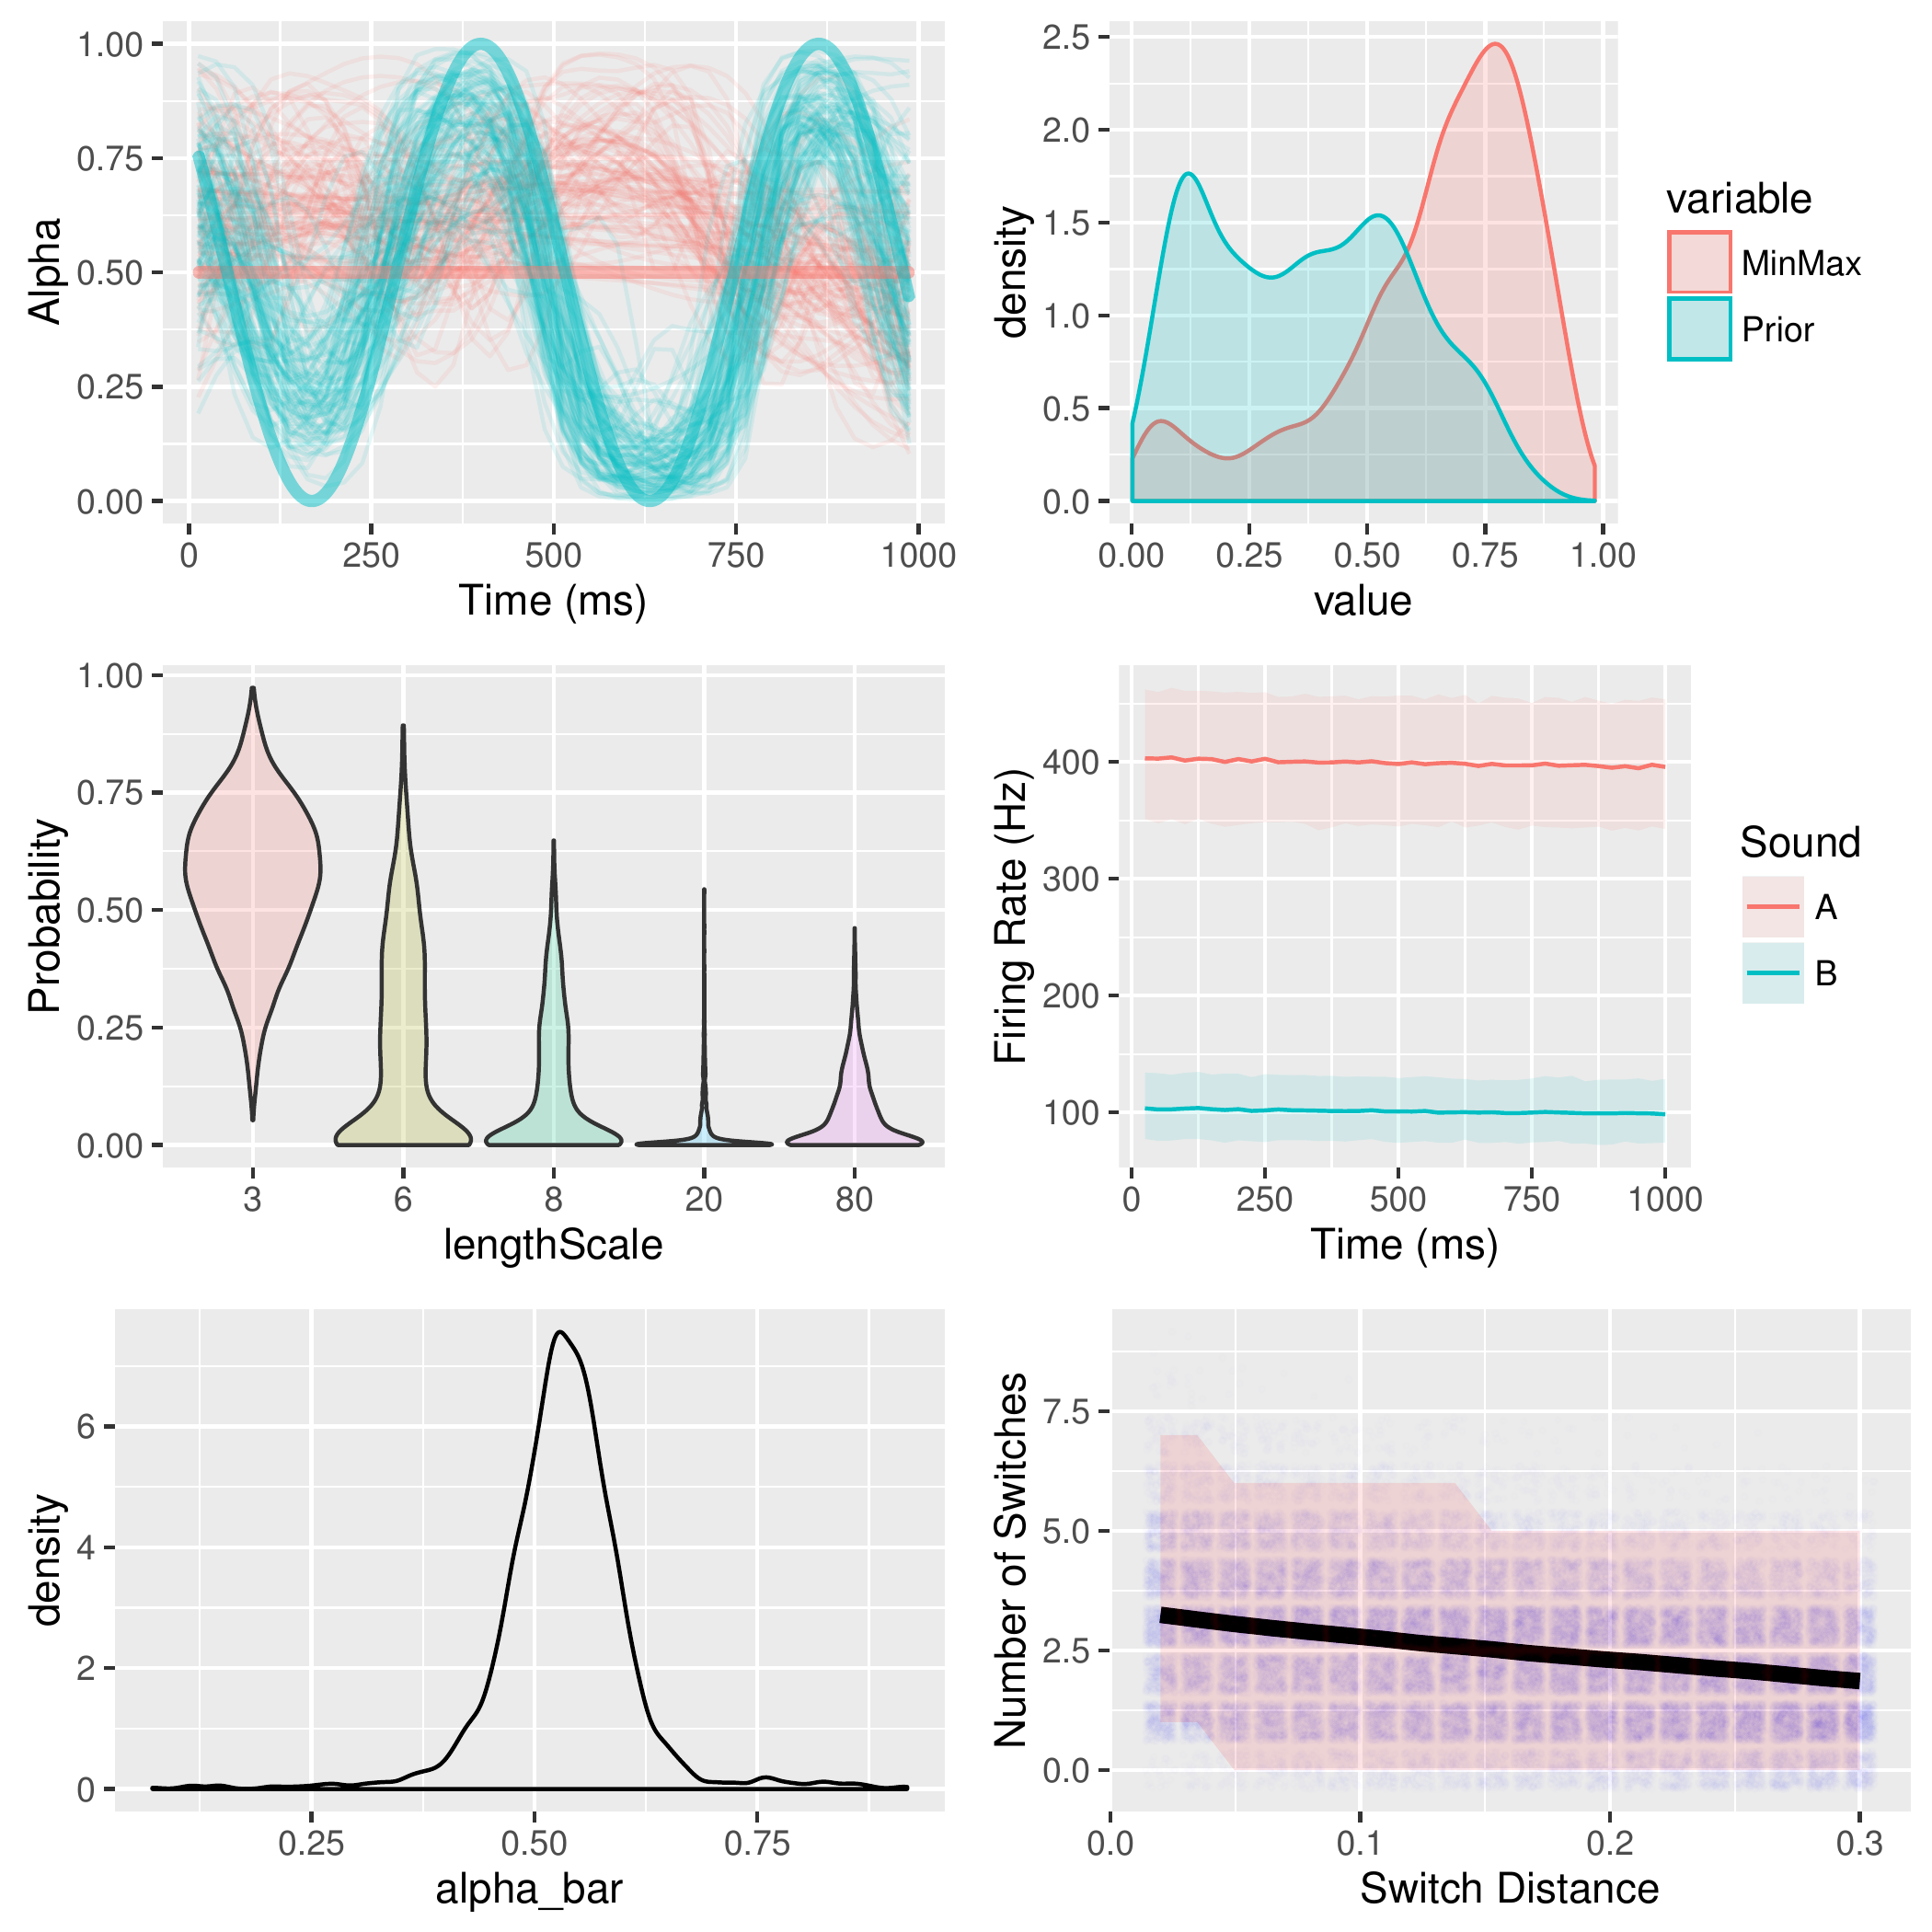 Alpha
1.00
0.75
0.50
0.25
0.00
0 250 500 750 1000
Time (ms)
density
2.5
2.0
1.5
1.0
0.5
0.0
0.00 0.25 0.50 0.75 1.00
value
variable
MinMax
Prior
Probability
1.00
0.75
0.50
0.25
0.00
3 6 8 20 80
lengthScale
Firing Rate (Hz)
400
300
200
100
0 250 500 750 1000
Time (ms)
Sound
A
B
density
6
4
2
0
0.25 0.50 0.75
alpha_bar
Number of Switches
7.5
5.0
2.5
0.0
0.0 0.1 0.2 0.3
Switch Distance